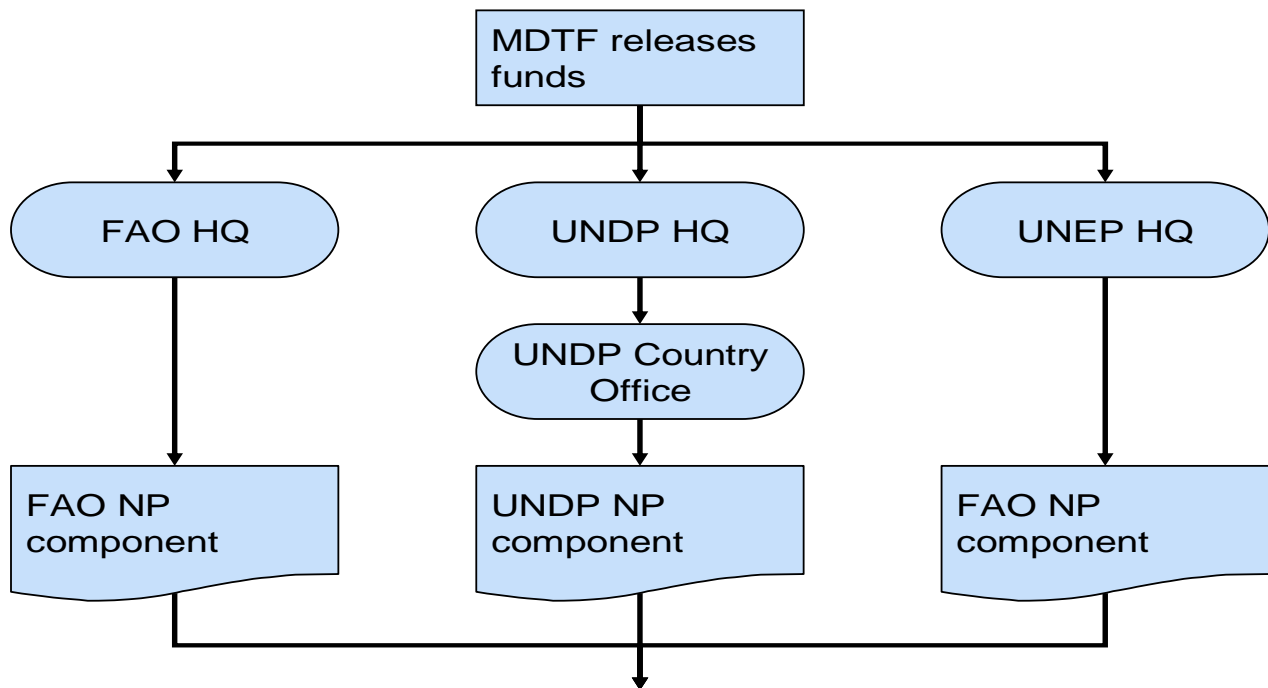 MDTF releases
funds
FAO HQ
UNDP HQ
UNEP HQ
UNDP Country
Office
FAO NP
component
UNDP NP
component
FAO NP
component